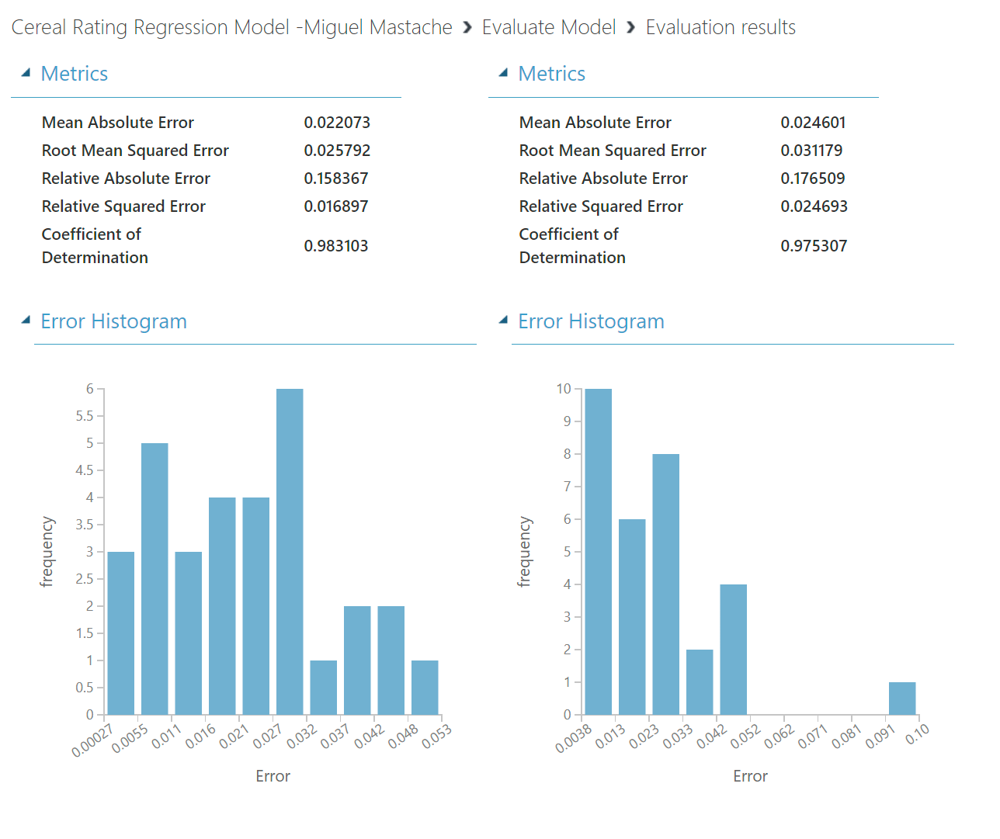 Cereal Rating Regression Model -Miguel Mastache › Evaluate Model › Evaluation results
Metrics
Mean Absolute Error 0.022073
Root Mean Squared Error 0.025792
Relative Absolute Error 0.158367
Relative Squared Error 0.016897
Coefficient of
Determination 0.983103
Error Histogram
6
5.5
5
4.5
4
3.5
3
2.5
2
1.5
1
0.5
0
frequency
0.00027 0.0055 0.011 0.016 0.021 0.027 0.032 0.037 0.042 0.048 0.053
Error
Metrics
Mean Absolute Error 0.024601
Root Mean Squared Error 0.031179
Relative Absolute Error 0.176509
Relative Squared Error 0.024693
Coefficient of
Determination 0.975307
Error Histogram
10
9
8
7
6
5
4
3
2
1
0
frequency
0.0038 0.013 0.023 0.033 0.042 0.052 0.062 0.071 0.081 0.091 0.10
Error